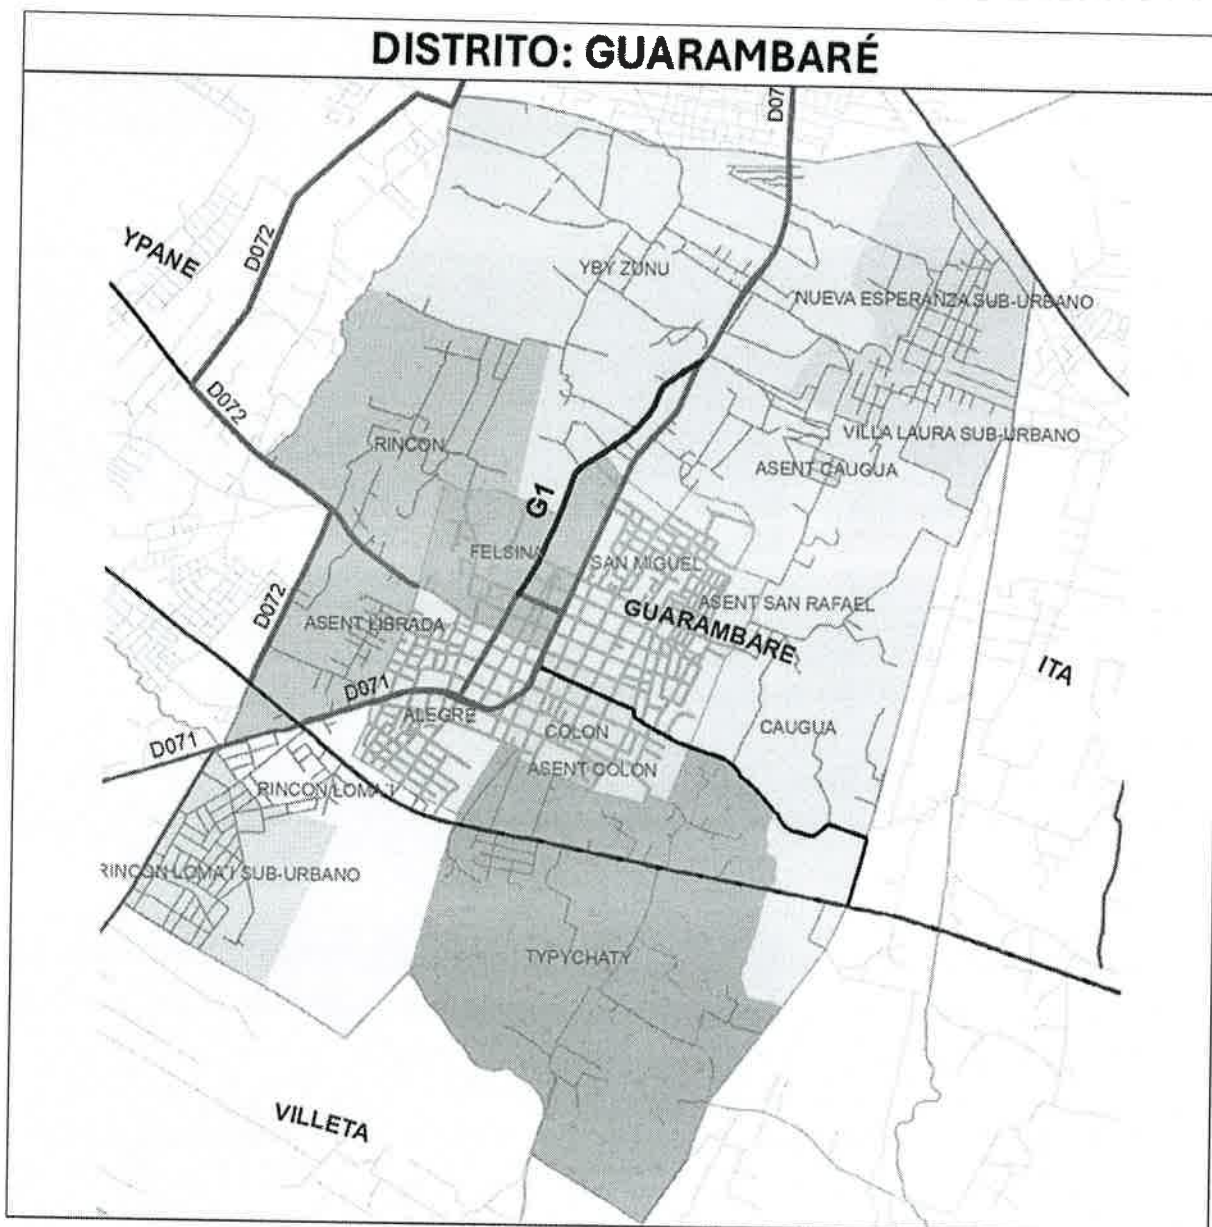 DISTRITO: GUARAMBARÉ
D07
YPANE
D072
YBY ZUNU
NUEVA ESPERANZA SUB-URBANO
D072
RINCON
VILLA LAURA SUB-URBANO
ASENT CAUGUA
G1
FELSINA
SAN MIGUEL
D072
ASENT LIBRADA
ASENT SAN RAFAEL
GUARAMBARE
ITA
D071
ALEGRE
COLON
CAUGUA
D071
ASENT COLON
RINCON LOMA'I
RINCON LOMA'I SUB-URBANO
TYPYCHATY
VILLETA